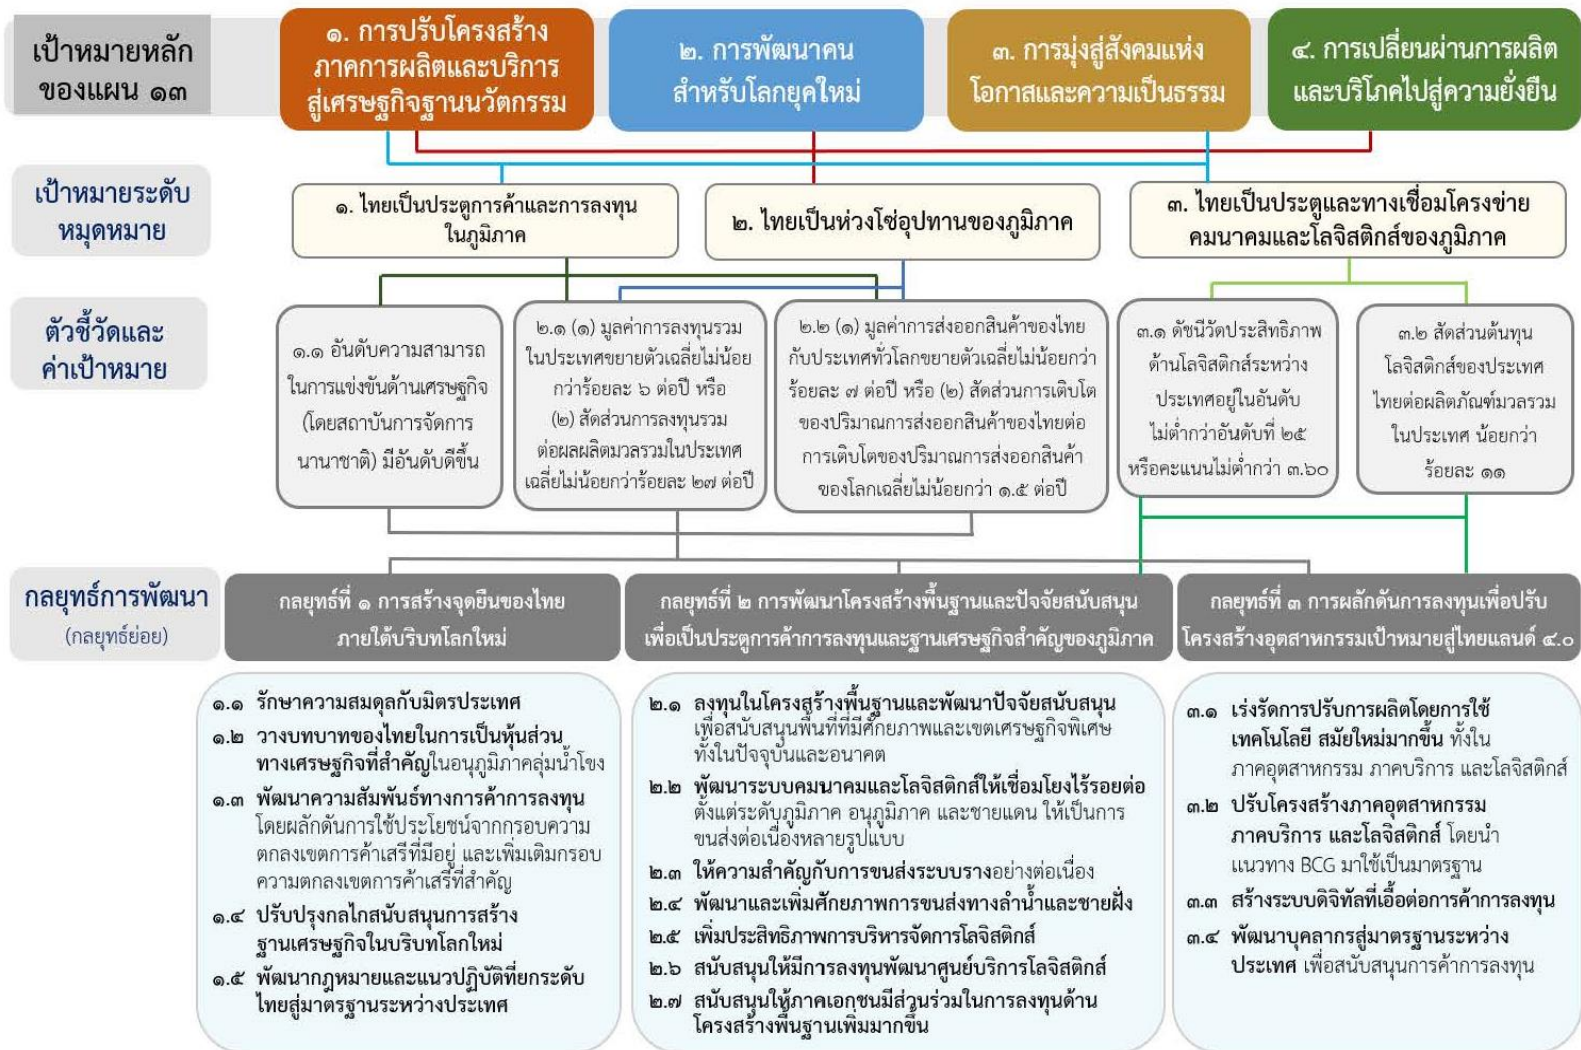 เป้าหมายหลัก
ของแผน ๑๓
๑. การปรับโครงสร้าง
ภาคการผลิตและบริการ
สู่เศรษฐกิจฐานนวัตกรรม
๒. การพัฒนาคน
สำหรับโลกยุคใหม่
๓. การมุ่งสู่สังคมแห่ง
โอกาสและความเป็นธรรม
๔. การเปลี่ยนผ่านการผลิต
และบริโภคไปสู่ความยั่งยืน
เป้าหมายระดับ
หมุดหมาย
๑. ไทยเป็นประตูการค้าและการลงทุน
ในภูมิภาค
๒. ไทยเป็นห่วงโซ่อุปทานของภูมิภาค
๓. ไทยเป็นประตูและทางเชื่อมโครงข่าย
คมนาคมและโลจิสติกส์ของภูมิภาค
ตัวชี้วัดและ
ค่าเป้าหมาย
๑.๑ อันดับความสามารถ
ในการแข่งขันด้านเศรษฐกิจ
(โดยสถาบันการจัดการ
นานาชาติ) มีอันดับดีขึ้น
๒.๑ (๑) มูลค่าการลงทุนรวม
ในประเทศขยายตัวเฉลี่ยไม่น้อย
กว่าร้อยละ ๖ ต่อปี หรือ
(๒) สัดส่วนการลงทุนรวม
ต่อผลผลิตมวลรวมในประเทศ
เฉลี่ยไม่น้อยกว่าร้อยละ ๒๗ ต่อปี
๒.๒ (๑) มูลค่าการส่งออกสินค้าของไทย
กับประเทศทั่วโลกขยายตัวเฉลี่ยไม่น้อยกว่า
ร้อยละ ๗ ต่อปี หรือ (๒) สัดส่วนการเติบโต
ของปริมาณการส่งออกสินค้าของไทยต่อ
การเติบโตของปริมาณการส่งออกสินค้า
ของโลกเฉลี่ยไม่น้อยกว่า ๑.๕ ต่อปี
๓.๑ ดัชนีวัดประสิทธิภาพ
ด้านโลจิสติกส์ระหว่าง
ประเทศอยู่ในอันดับ
ไม่ต่ำกว่าอันดับที่ ๒๕
หรือคะแนนไม่ต่ำกว่า ๓.๖๐
๓.๒ สัดส่วนต้นทุน
โลจิสติกส์ของประเทศ
ไทยต่อผลิตภัณฑ์มวลรวม
ในประเทศ น้อยกว่า
ร้อยละ ๑๑
กลยุทธ์การพัฒนา
(กลยุทธ์ย่อย)
กลยุทธ์ที่ ๑ การสร้างจุดยืนของไทย
ภายใต้บริบทโลกใหม่
กลยุทธ์ที่ ๒ การพัฒนาโครงสร้างพื้นฐานและปัจจัยสนับสนุน
เพื่อเป็นประตูการค้าการลงทุนและฐานเศรษฐกิจสำคัญของภูมิภาค
กลยุทธ์ที่ ๓ การผลักดันการลงทุนเพื่อปรับ
โครงสร้างอุตสาหกรรมเป้าหมายสู่ไทยแลนด์ ๔.๐
๑.๑ รักษาความสมดุลกับมิตรประเทศ
๑.๒ วางบทบาทของไทยในการเป็นหุ้นส่วน
ทางเศรษฐกิจที่สำคัญในอนุภูมิภาคลุ่มน้ำโขง
๑.๓ พัฒนาความสัมพันธ์ทางการค้าการลงทุน
โดยผลักดันการใช้ประโยชน์จากกรอบความ
ตกลงเขตการค้าเสรีที่มีอยู่ และเพิ่มเติมกรอบ
ความตกลงเขตการค้าเสรีที่สำคัญ
๑.๔ ปรับปรุงกลไกสนับสนุนการสร้าง
ฐานเศรษฐกิจในบริบทโลกใหม่
๑.๕ พัฒนากฎหมายและแนวปฏิบัติที่ยกระดับ
ไทยสู่มาตรฐานระหว่างประเทศ
๒.๑ ลงทุนในโครงสร้างพื้นฐานและพัฒนาปัจจัยสนับสนุน
เพื่อสนับสนุนพื้นที่ที่มีศักยภาพและเขตเศรษฐกิจพิเศษ
ทั้งในปัจจุบันและอนาคต
๒.๒ พัฒนาระบบคมนาคมและโลจิสติกส์ให้เชื่อมโยงไร้รอยต่อ
ตั้งแต่ระดับภูมิภาค อนุภูมิภาค และชายแดน ให้เป็นการ
ขนส่งต่อเนื่องหลายรูปแบบ
๒.๓ ให้ความสำคัญกับการขนส่งระบบรางอย่างต่อเนื่อง
๒.๔ พัฒนาและเพิ่มศักยภาพการขนส่งทางลำน้ำและชายฝั่ง
๒.๕ เพิ่มประสิทธิภาพการบริหารจัดการโลจิสติกส์
๒.๖ สนับสนุนให้มีการลงทุนพัฒนาศูนย์บริการโลจิสติกส์
๒.๗ สนับสนุนให้ภาคเอกชนมีส่วนร่วมในการลงทุนด้าน
โครงสร้างพื้นฐานเพิ่มมากขึ้น
๓.๑ เร่งรัดการปรับการผลิตโดยการใช้
เทคโนโลยี สมัยใหม่มากขึ้น ทั้งใน
ภาคอุตสาหกรรม ภาคบริการ และโลจิสติกส์
๓.๒ ปรับโครงสร้างภาคอุตสาหกรรม
ภาคบริการ และโลจิสติกส์ โดยนำ
แนวทาง BCG มาใช้เป็นมาตรฐาน
๓.๓ สร้างระบบดิจิทัลที่เอื้อต่อการค้าการลงทุน
๓.๔ พัฒนาบุคลากรสู่มาตรฐานระหว่าง
ประเทศ เพื่อสนับสนุนการค้าการลงทุน